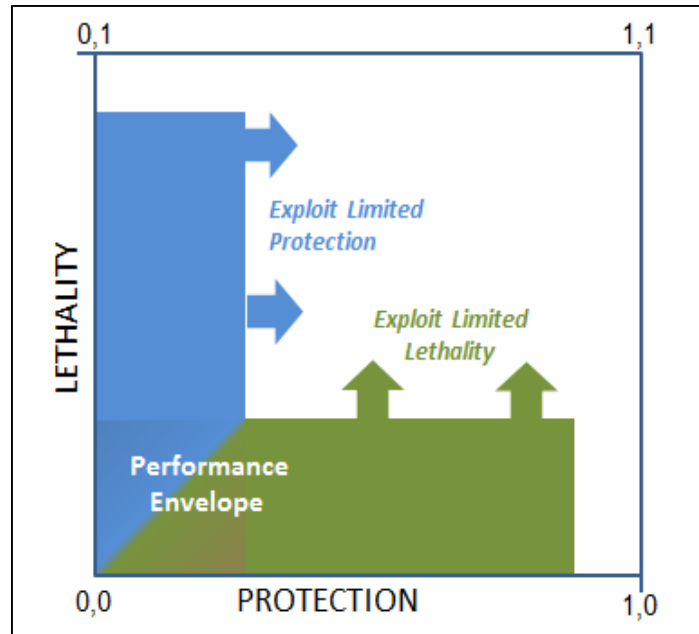 0,1
1,1
Exploit Limited
Protection
LETHALITY
Exploit Limited
Lethality
Performance
Envelope
0,0
PROTECTION
1,0